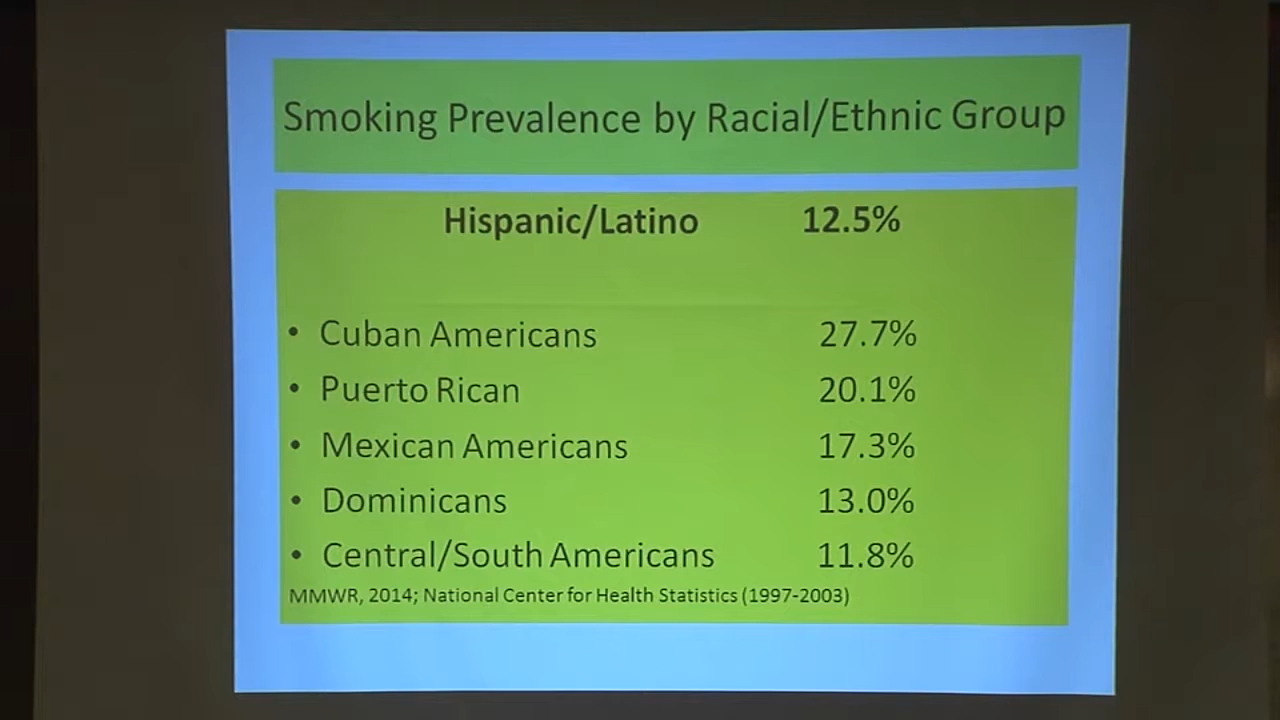 Smoking Prevalence by Racial/Ethnic Group
Hispanic/Latino 12.5%
• Cuban Americans 27.7%
• Puerto Rican 20.1%
• Mexican Americans 17.3%
• Dominicans 13.0%
• Central/South Americans 11.8%
MMWR, 2014; National Center for Health Statistics (1997-2003)